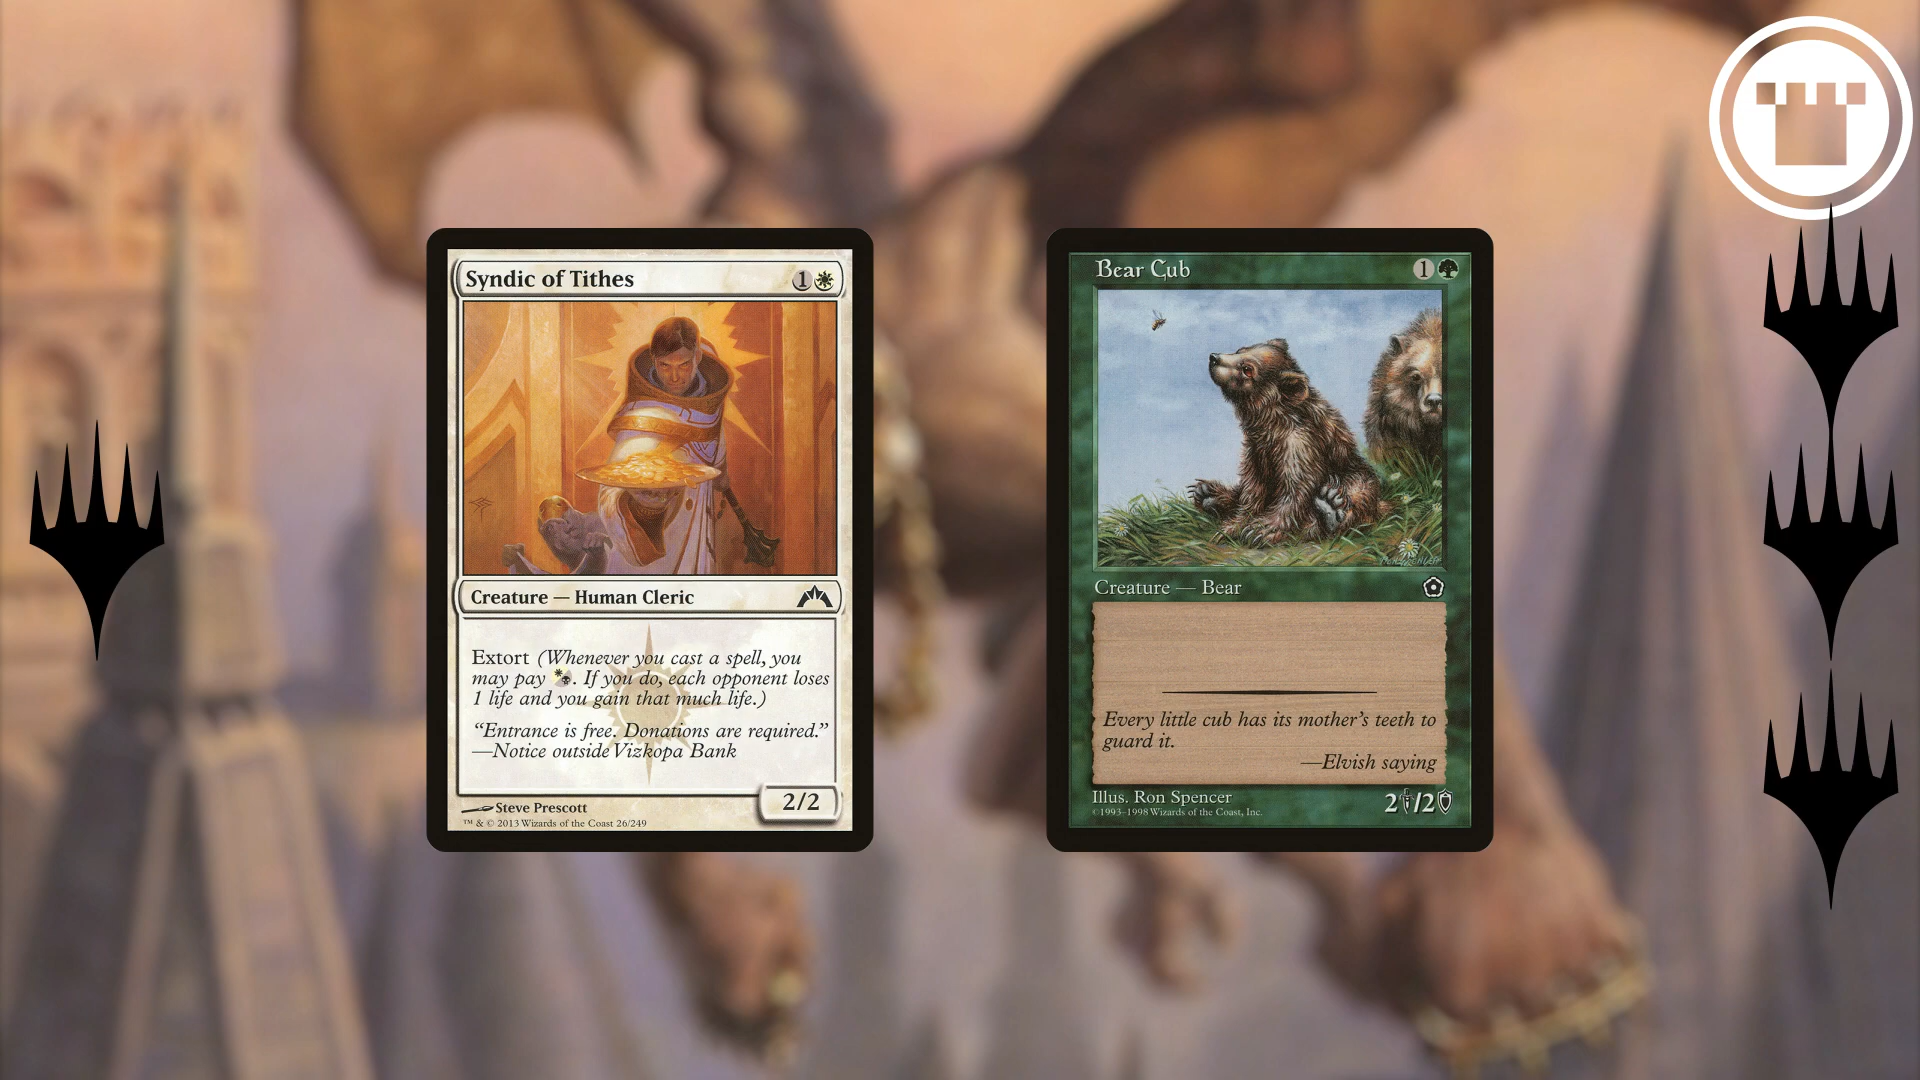 Syndic of Tithes
1
Creature — Human Cleric
Extort (Whenever you cast a spell, you
may pay . If you do, each opponent loses
1 life and you gain that much life.)
“Entrance is free. Donations are required.”
—Notice outside Vizkopa Bank
2/2
Steve Prescott
™ & © 2013 Wizards of the Coast 26/249
Bear Cub
1
Creature — Bear
Every little cub has its mother’s teeth to
guard it.
—Elvish saying
Illus. Ron Spencer
2/2
©1993-1998 Wizards of the Coast, Inc.